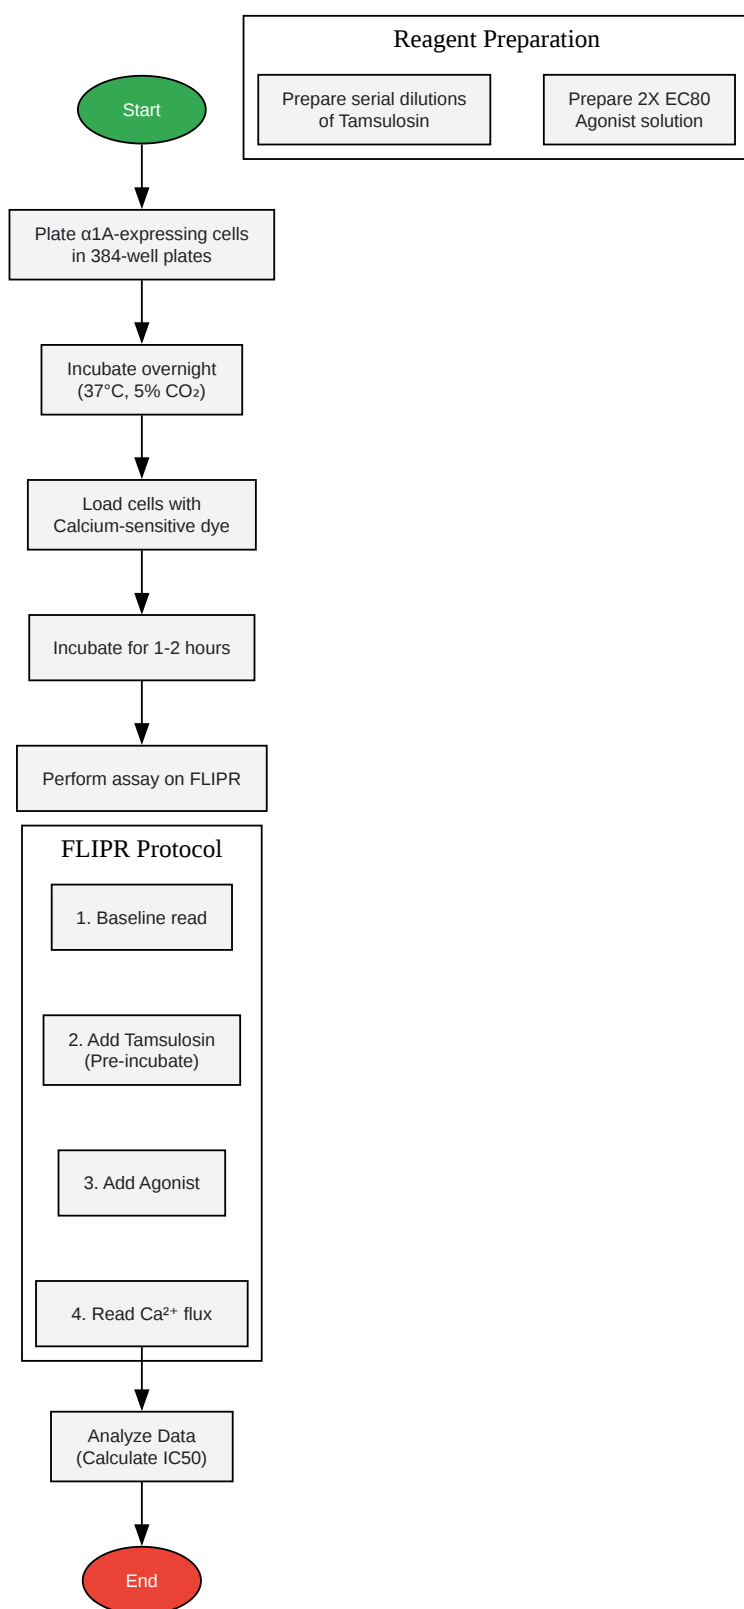 Reagent Preparation
Prepare serial dilutions
of Tamsulosin
Prepare 2X EC80
Agonist solution
Start
Plate α1A-expressing cells
in 384-well plates
Incubate overnight
(37°C, 5% CO₂)
Load cells with
Calcium-sensitive dye
Incubate for 1-2 hours
Perform assay on FLIPR
FLIPR Protocol
1. Baseline read
2. Add Tamsulosin
(Pre-incubate)
3. Add Agonist
4. Read Ca²⁺ flux
Analyze Data
(Calculate IC50)
End